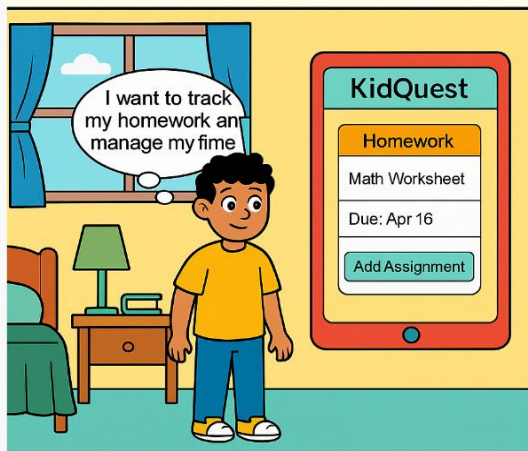 I want to track
my homework an
manage my fime
KidQuest
Homework
Math Worksheet
Due: Apr 16
Add Assignment